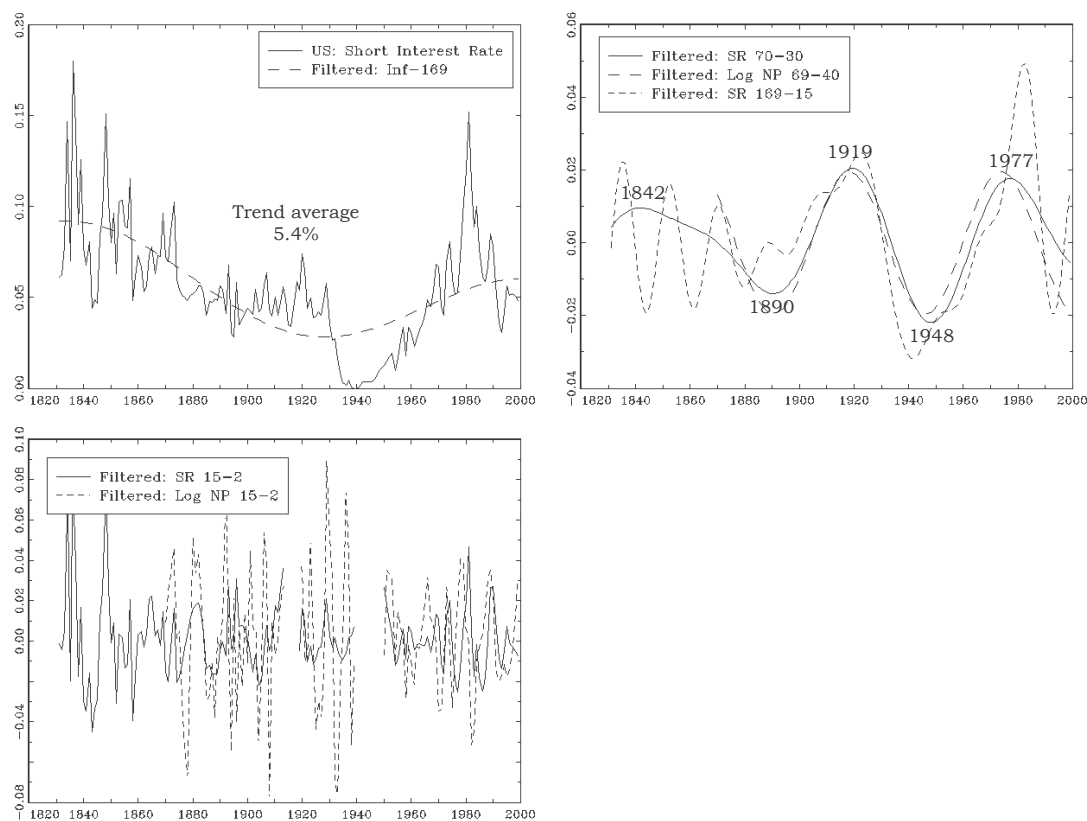 0.20
0.15
0.10
0.05
0.00
US: Short Interest Rate
Filtered: Inf-169
Trend average
5.4%
1820 1840 1860 1880 1900 1920 1940 1960 1980 2000
0.06
0.04
0.02
0.00
-0.02
-0.04
Filtered: SR 70-30
Filtered: Log NP 69-40
Filtered: SR 169-15
1842
1919
1977
1890
1948
1820 1840 1860 1880 1900 1920 1940 1960 1980 2000
0.10
0.08
0.06
0.04
0.02
0.00
-0.04
-0.08
Filtered: SR 15-2
Filtered: Log NP 15-2
1820 1840 1860 1880 1900 1920 1940 1960 1980 2000